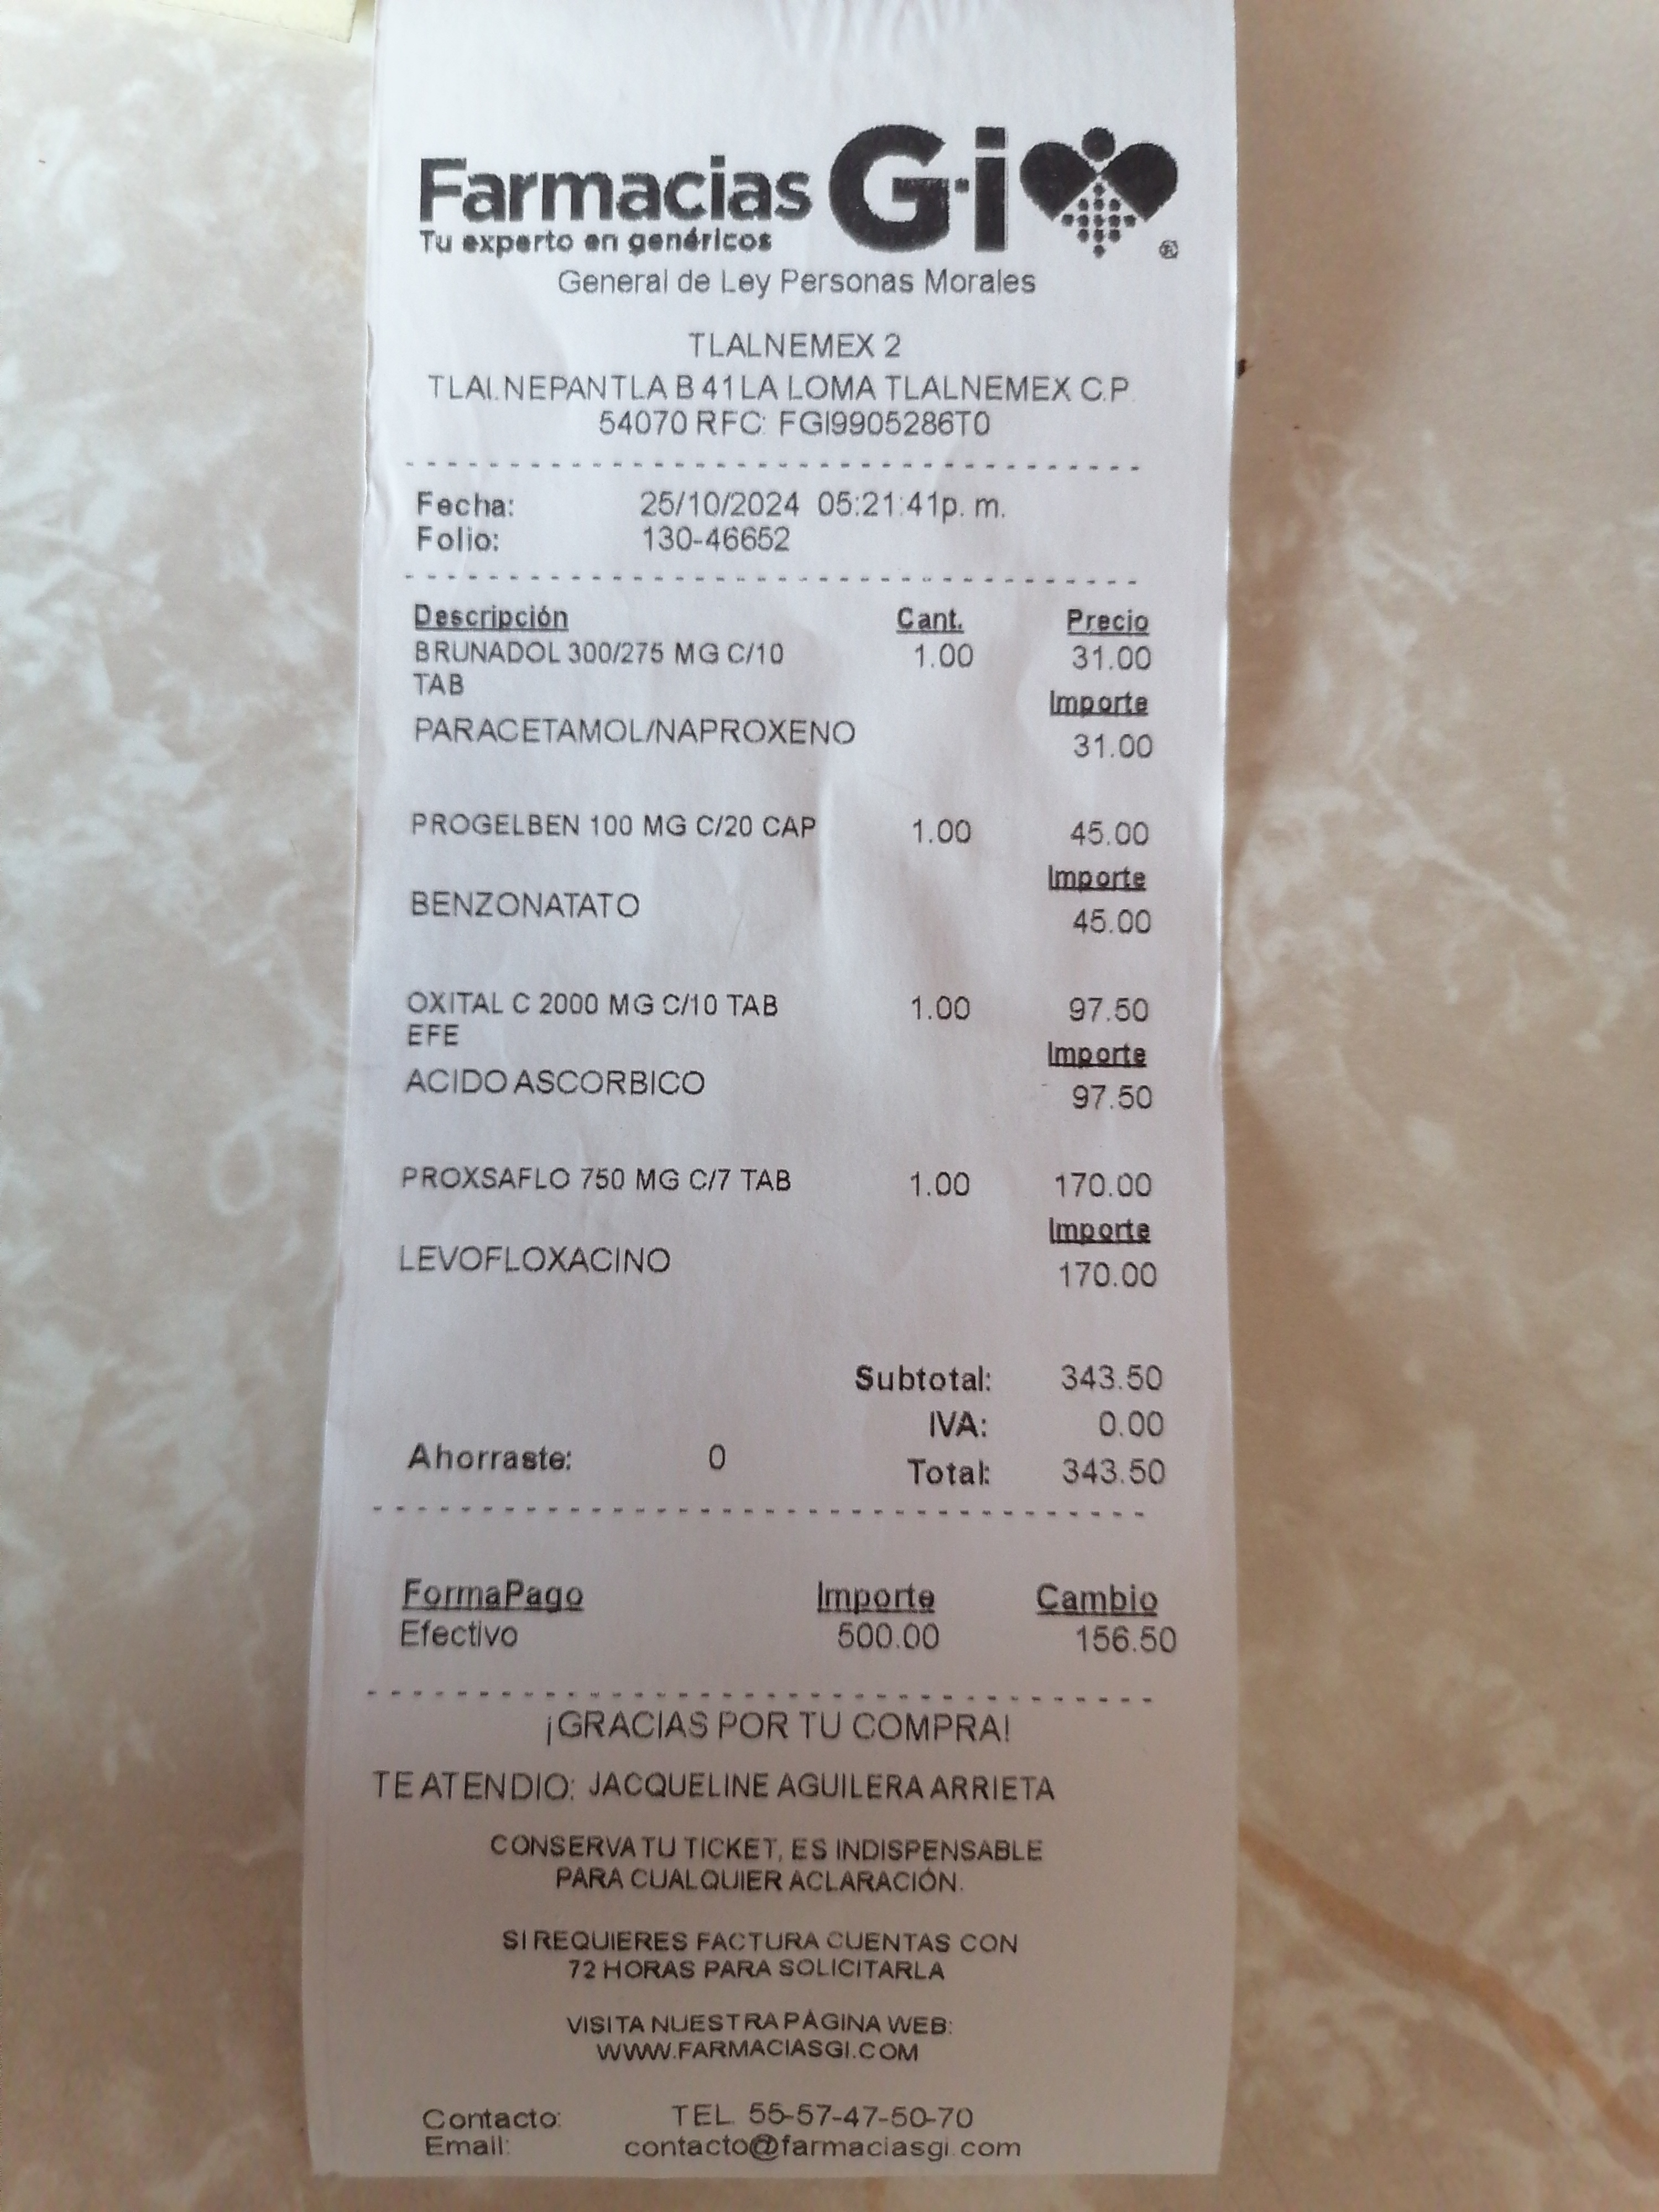 Farmacias G·i
Tu experto en genéricos
General de Ley Personas Morales
TLALNEMEX 2
TLALNEPANTLA B 41 LA LOMA TLALNEMEX C.P.
54070 RFC: FGI9905286T0
Fecha: 25/10/2024 05:21:41p. m.
Folio: 130-46652
Descripción Cant. Precio
BRUNADOL 300/275 MG C/10 1.00 31.00
TAB
Importe
PARACETAMOL/NAPROXENO 31.00
PROGELBEN 100 MG C/20 CAP 1.00 45.00
Importe
BENZONATATO 45.00
OXITAL C 2000 MG C/10 TAB 1.00 97.50
EFE
Importe
ACIDO ASCORBICO 97.50
PROXSAFLO 750 MG C/7 TAB 1.00 170.00
Importe
LEVOFLOXACINO 170.00
Subtotal: 343.50
IVA: 0.00
Ahorraste: 0 Total: 343.50
FormaPago Importe Cambio
Efectivo 500.00 156.50
¡GRACIAS POR TU COMPRA!
TE ATENDIO: JACQUELINE AGUILERA ARRIETA
CONSERVA TU TICKET, ES INDISPENSABLE
PARA CUALQUIER ACLARACIÓN.
SI REQUIERES FACTURA CUENTAS CON
72 HORAS PARA SOLICITARLA
VISITA NUESTRA PÁGINA WEB:
WWW.FARMACIASGI.COM
Contacto: TEL. 55-57-47-50-70
Email: contacto@farmaciasgi.com